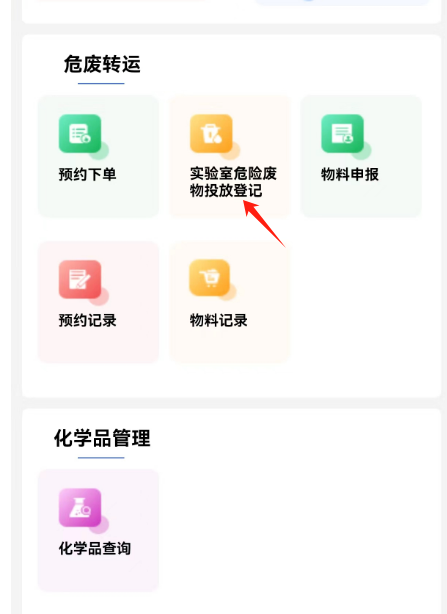 危废转运
预约下单
实验室危险废
物投放登记
物料申报
预约记录
物料记录
化学品管理
化学品查询